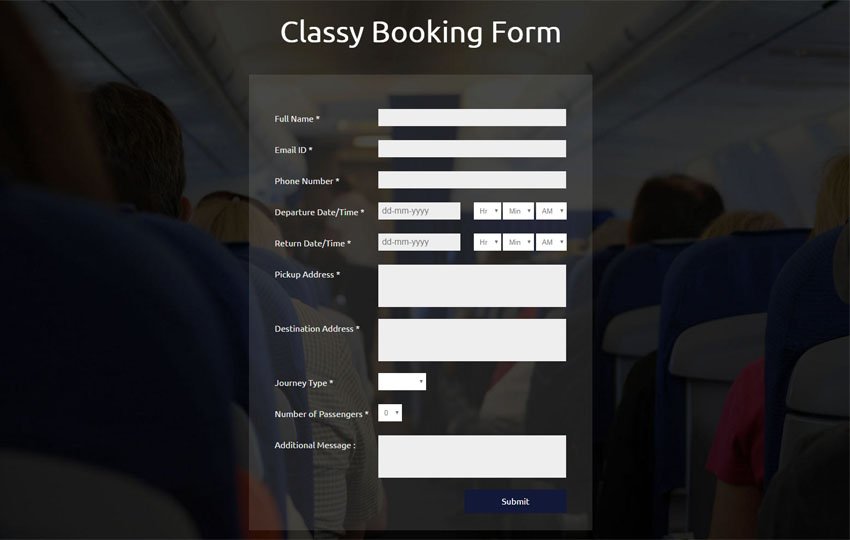 Classy Booking Form
Full Name *
Email ID *
Phone Number *
Departure Date/Time * dd-mm-yyyy Hr Min AM
Return Date/Time * dd-mm-yyyy Hr Min AM
Pickup Address *
Destination Address *
Journey Type *
Number of Passengers * 0
Additional Message :
Submit